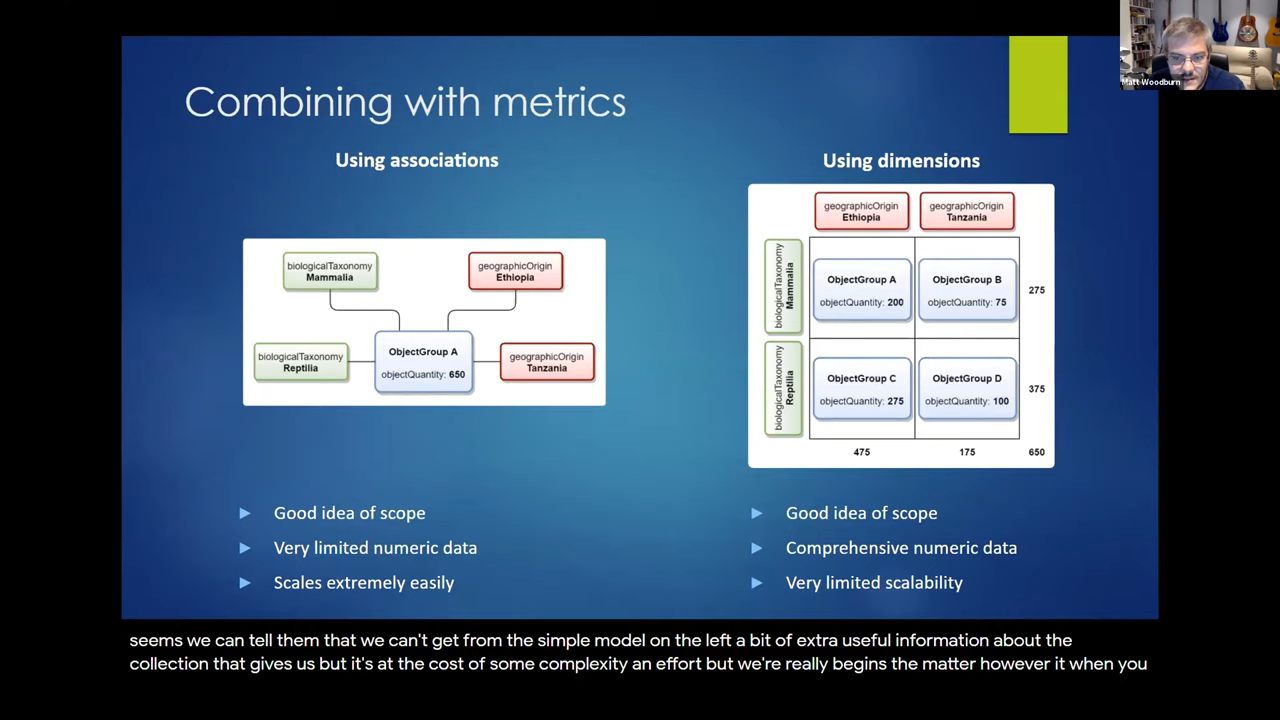 Combining with metrics
Using associations
biologicalTaxonomy
Mammalia
geographicOrigin
Ethiopia
biologicalTaxonomy
Reptilia
ObjectGroup A
objectQuantity: 650
geographicOrigin
Tanzania
Good idea of scope
Very limited numeric data
Scales extremely easily
Using dimensions
geographicOrigin
Ethiopia
geographicOrigin
Tanzania
biologicalTaxonomy
Mammalia
ObjectGroup A
objectQuantity: 200
ObjectGroup B
objectQuantity: 75
275
biologicalTaxonomy
Reptilia
ObjectGroup C
objectQuantity: 275
ObjectGroup D
objectQuantity: 100
375
475 175 650
Good idea of scope
Comprehensive numeric data
Very limited scalability
Matt Woodburn
seems we can tell them that we can't get from the simple model on the left a bit of extra useful information about the
collection that gives us but it's at the cost of some complexity an effort but we're really begins the matter however it when you